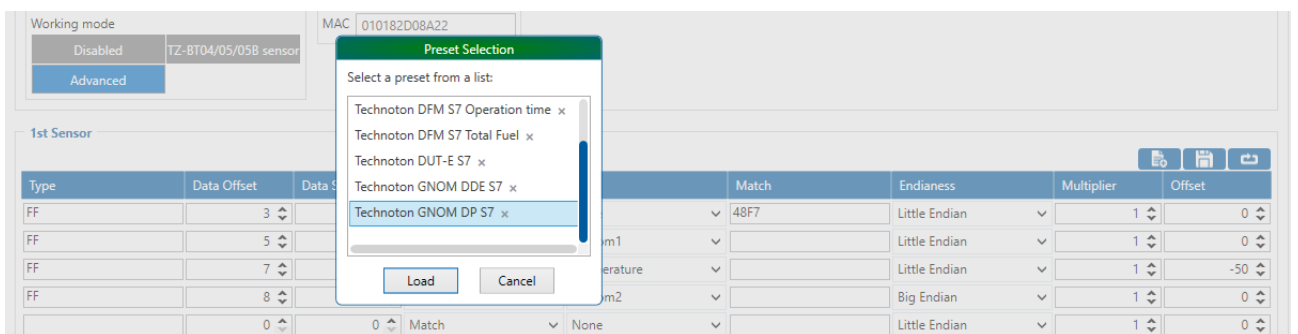 Working mode
MAC 010182D08A22
Disabled TZ-BT04/05/05B sensor
Preset Selection
Advanced
Select a preset from a list:
Technoton DFM S7 Operation time ×
Technoton DFM S7 Total Fuel ×
Technoton DUT-E S7 ×
Technoton GNOM DDE S7 ×
Technoton GNOM DP S7 ×
Load Cancel
1st Sensor
Type Data Offset Data Match Endianess Multiplier Offset
FF 3 48F7 Little Endian 1 0
FF 5 Little Endian 1 0
FF 7 Little Endian 1 -50
FF 8 Big Endian 1 0
0 0 Match None Little Endian 1 0